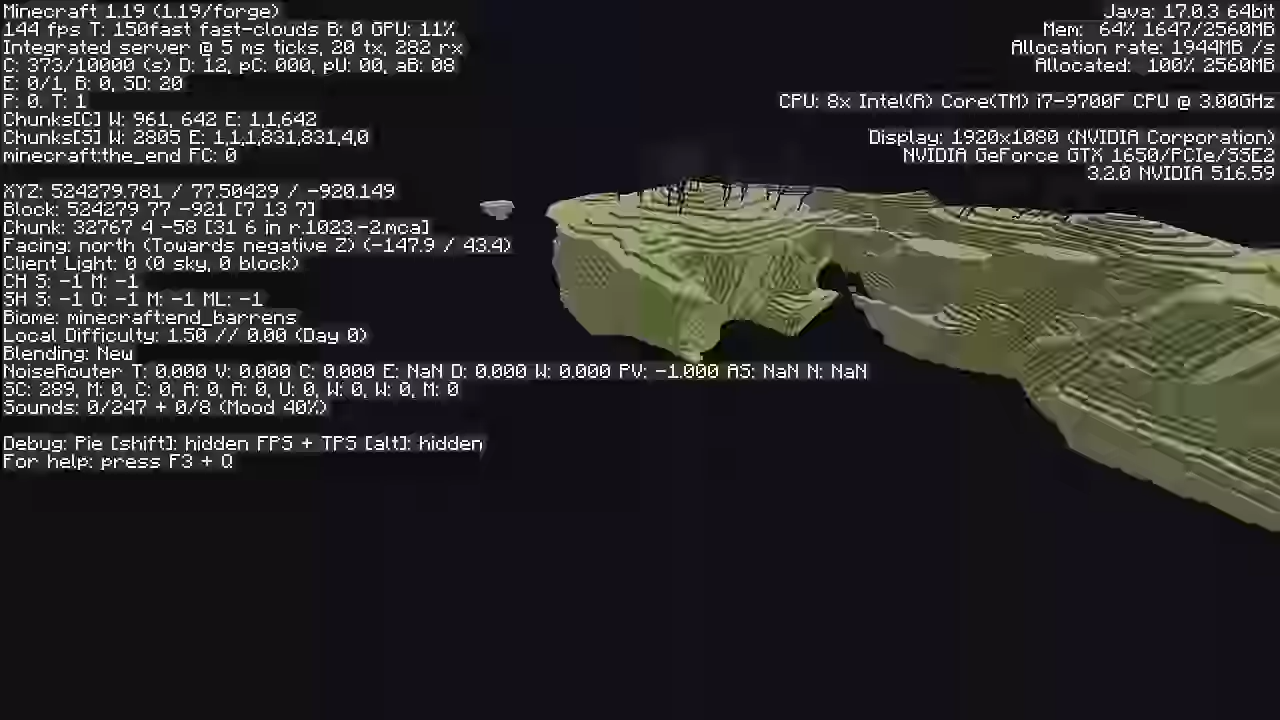 Minecraft 1.19 (1.19/forge)
144 fps T: 150fast fast-clouds B: 0 GPU: 11%
Integrated server @ 5 ms ticks, 20 tx, 282 rx
C: 373/10000 (s) D: 12, pC: 000, pU: 00, aB: 08
E: 0/1, B: 0, SD: 20
P: 0. T: 1
Chunks[C] W: 961, 642 E: 1,1,642
Chunks[S] W: 2805 E: 1,1,1,831,831,4,0
minecraft:the_end FC: 0
XYZ: 524279.781 / 77.50429 / -920.149
Block: 524279 77 -921 [7 13 7]
Chunk: 32767 4 -58 [31 6 in r.1023.-2.mca]
Facing: north (Towards negative Z) (-147.9 / 43.4)
Client Light: 0 (0 sky, 0 block)
CH S: -1 M: -1
SH S: -1 O: -1 M: -1 ML: -1
Biome: minecraft:end_barrens
Local Difficulty: 1.50 // 0.00 (Day 0)
Blending: New
NoiseRouter T: 0.000 V: 0.000 C: 0.000 E: NaN D: 0.000 W: 0.000 PV: -1.000 AS: NaN N: NaN
SC: 289, M: 0, C: 0, A: 0, A: 0, U: 0, W: 0, W: 0, M: 0
Sounds: 0/247 + 0/8 (Mood 40%)
Debug: Pie [shift]: hidden FPS + TPS [alt]: hidden
For help: press F3 + Q
Java: 17.0.3 64bit
Mem: 64% 1647/2560MB
Allocation rate: 1944MB /s
Allocated: 100% 2560MB
CPU: 8x Intel(R) Core(TM) i7-9700F CPU @ 3.00GHz
Display: 1920x1080 (NVIDIA Corporation)
NVIDIA GeForce GTX 1650/PCIe/SSE2
3.2.0 NVIDIA 516.59